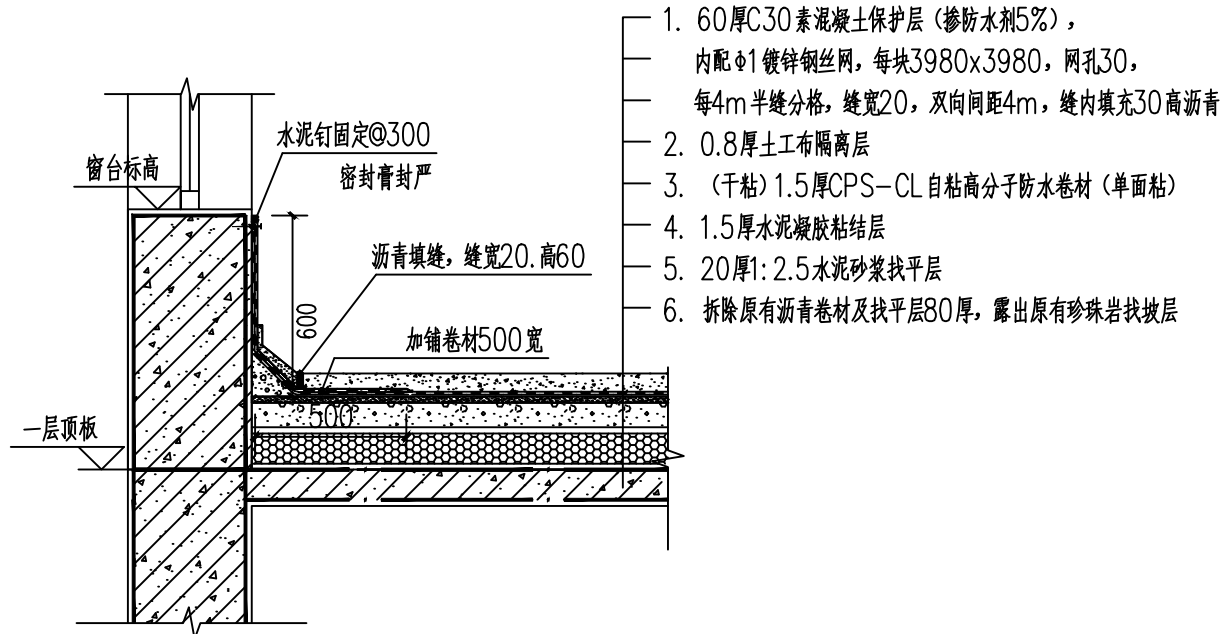 1. 60厚C30素混凝土保护层（掺防水剂5%），
内配Φ1镀锌钢丝网，每块3980x3980，网孔30，
每4m半缝分格，缝宽20，双向间距4m，缝内填充30高沥青
2. 0.8厚土工布隔离层
3. （干粘）1.5厚CPS-CL自粘高分子防水卷材（单面粘）
4. 1.5厚水泥凝胶粘结层
5. 20厚1:2.5水泥砂浆找平层
6. 拆除原有沥青卷材及找平层80厚，露出原有珍珠岩找坡层
水泥钉固定@300
密封膏封严
窗台标高
沥青填缝，缝宽20.高60
600
加铺卷材500宽
500
一层顶板